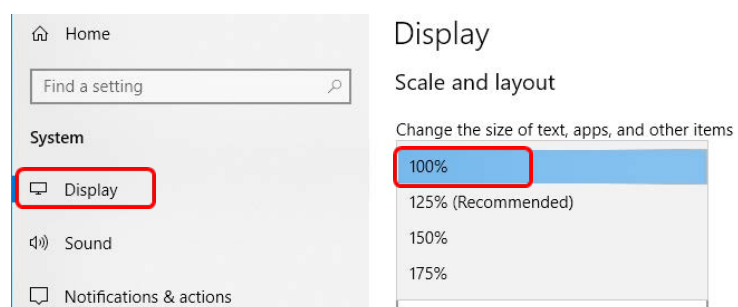 Home
Find a setting
System
Display
Sound
Notifications & actions
Display
Scale and layout
Change the size of text, apps, and other items
100%
125% (Recommended)
150%
175%